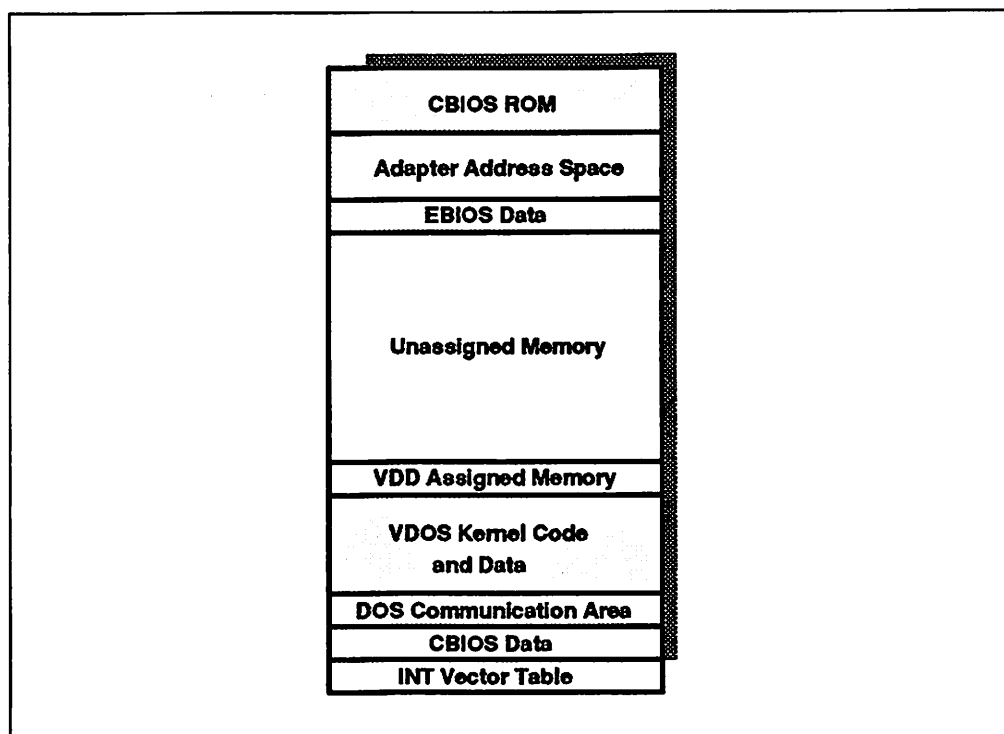 CBIOS ROM
Adapter Address Space
EBIOS Data
Unassigned Memory
VDD Assigned Memory
VDOS Kernel Code
and Data
DOS Communication Area
CBIOS Data
INT Vector Table